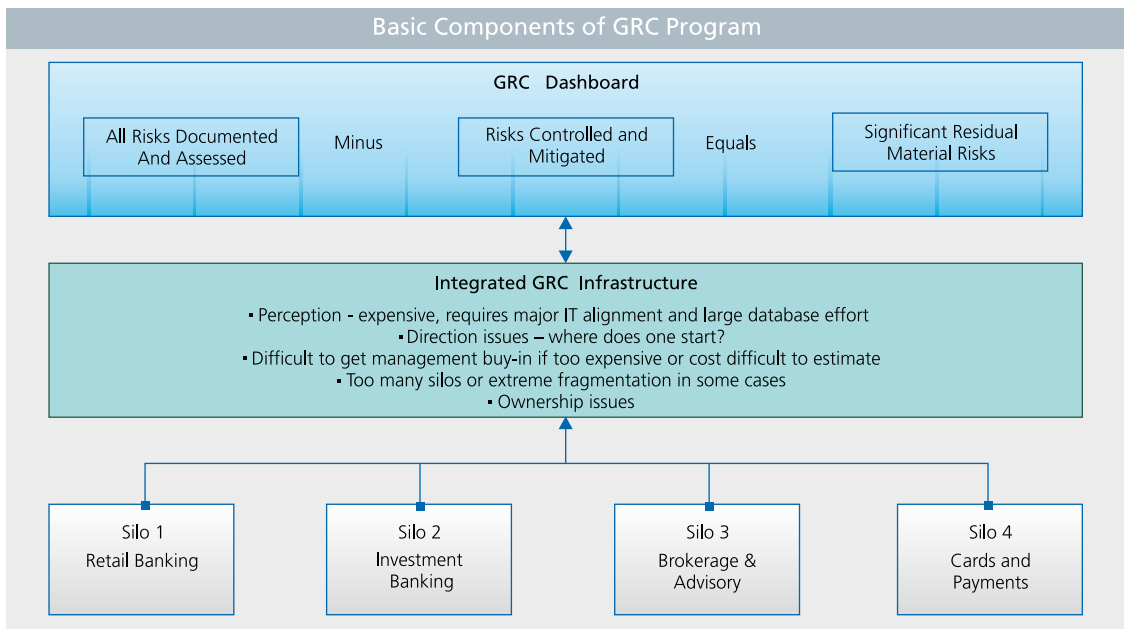 Basic Components of GRC Program
GRC Dashboard
All Risks Documented
And Assessed
Minus
Risks Controlled and
Mitigated
Equals
Significant Residual
Material Risks
Integrated GRC Infrastructure
▪ Perception - expensive, requires major IT alignment and large database effort
▪ Direction issues – where does one start?
▪ Difficult to get management buy-in if too expensive or cost difficult to estimate
▪ Too many silos or extreme fragmentation in some cases
▪ Ownership issues
Silo 1
Retail Banking
Silo 2
Investment
Banking
Silo 3
Brokerage &
Advisory
Silo 4
Cards and
Payments